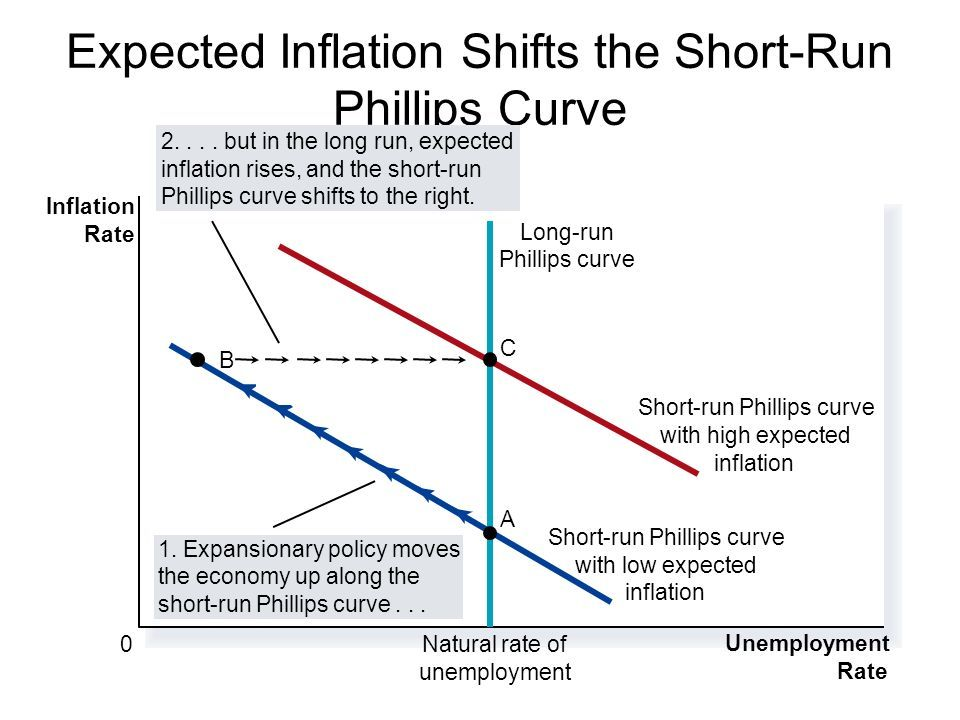 Expected Inflation Shifts the Short-Run
Phillips Curve
2. . . . but in the long run, expected
inflation rises, and the short-run
Phillips curve shifts to the right.
Inflation
Rate
Long-run
Phillips curve
C
B
Short-run Phillips curve
with high expected
inflation
A
Short-run Phillips curve
with low expected
inflation
1. Expansionary policy moves
the economy up along the
short-run Phillips curve . . .
0
Natural rate of
unemployment
Unemployment
Rate